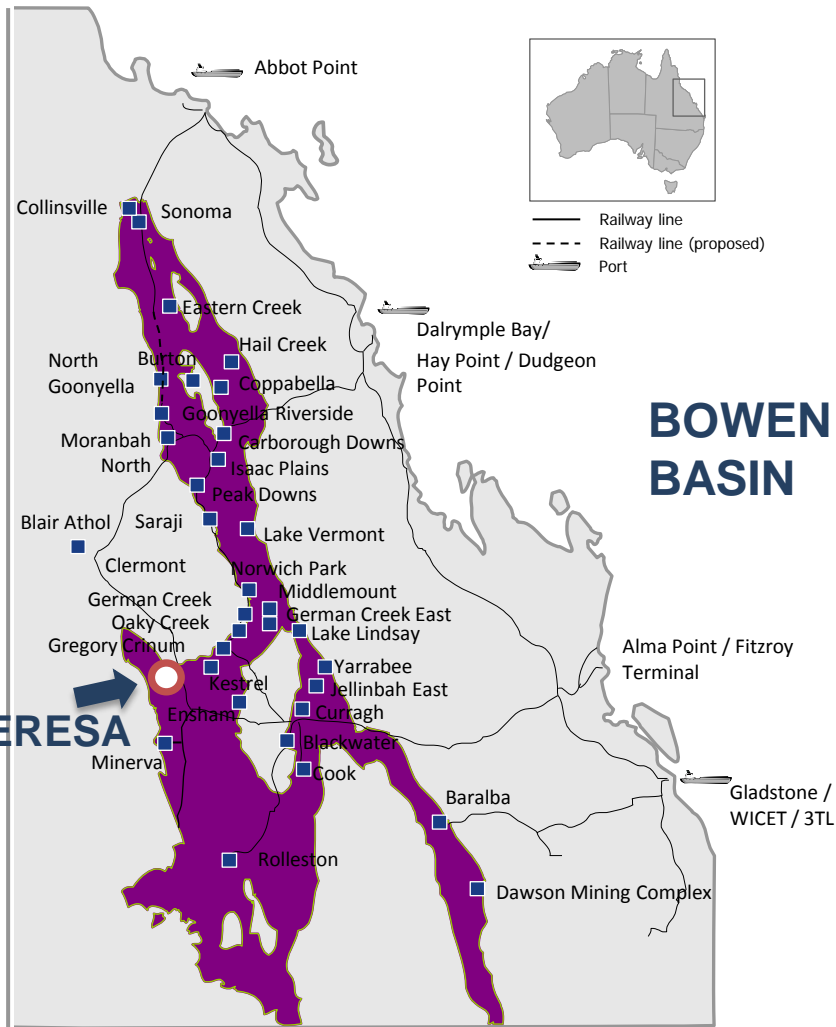 Abbot Point
Railway line
Railway line (proposed)
Port
Collinsville
Sonoma
Eastern Creek
Dalrymple Bay/
Hay Point / Dudgeon
Point
Hail Creek
North
Goonyella
Burton
Coppabella
BOWEN
BASIN
Goonyella Riverside
Moranbah
North
Carborough Downs
Isaac Plains
Peak Downs
Saraji
Blair Athol
Lake Vermont
Clermont
Norwich Park
Middlemount
German Creek
German Creek East
Oaky Creek
Lake Lindsay
Gregory Crinum
Alma Point / Fitzroy
Terminal
Yarrabee
Kestrel
Jellinbah East
Ensham
Curragh
ERESA
Blackwater
Minerva
Cook
Gladstone /
WICET / 3TL
Baralba
Rolleston
Dawson Mining Complex